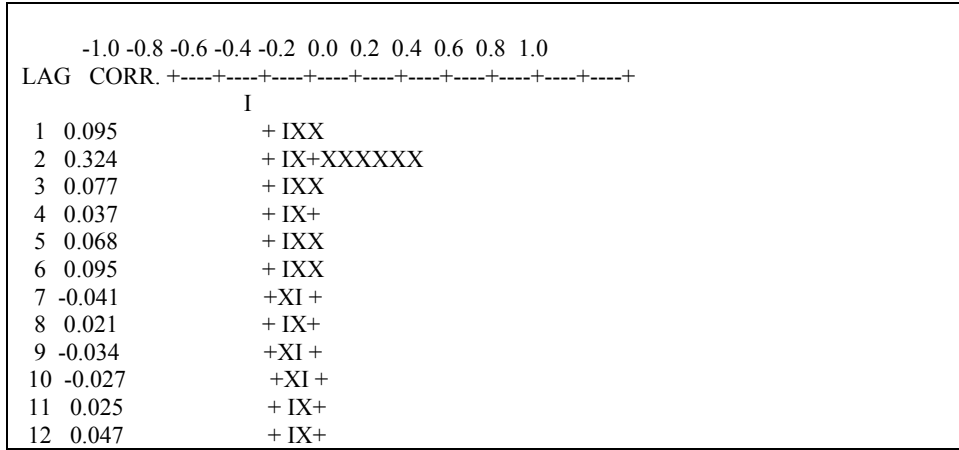 -1.0 -0.8 -0.6 -0.4 -0.2 0.0 0.2 0.4 0.6 0.8 1.0
LAG CORR. +----+----+----+----+----+----+----+----+----+----+
I
1 0.095 + IXX
2 0.324 + IX+XXXXXX
3 0.077 + IXX
4 0.037 + IX+
5 0.068 + IXX
6 0.095 + IXX
7 -0.041 +XI +
8 0.021 + IX+
9 -0.034 +XI +
10 -0.027 +XI +
11 0.025 + IX+
12 0.047 + IX+